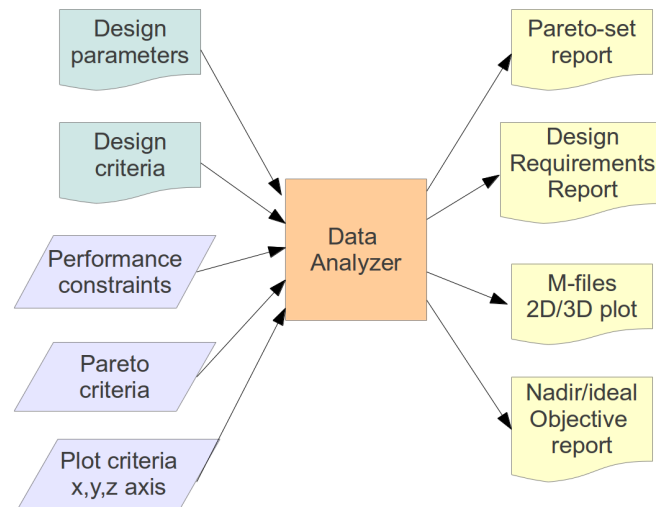 Design
parameters
Design
criteria
Performance
constraints
Pareto
criteria
Plot criteria
x,y,z axis
Data
Analyzer
Pareto-set
report
Design
Requirements
Report
M-files
2D/3D plot
Nadir/ideal
Objective
report